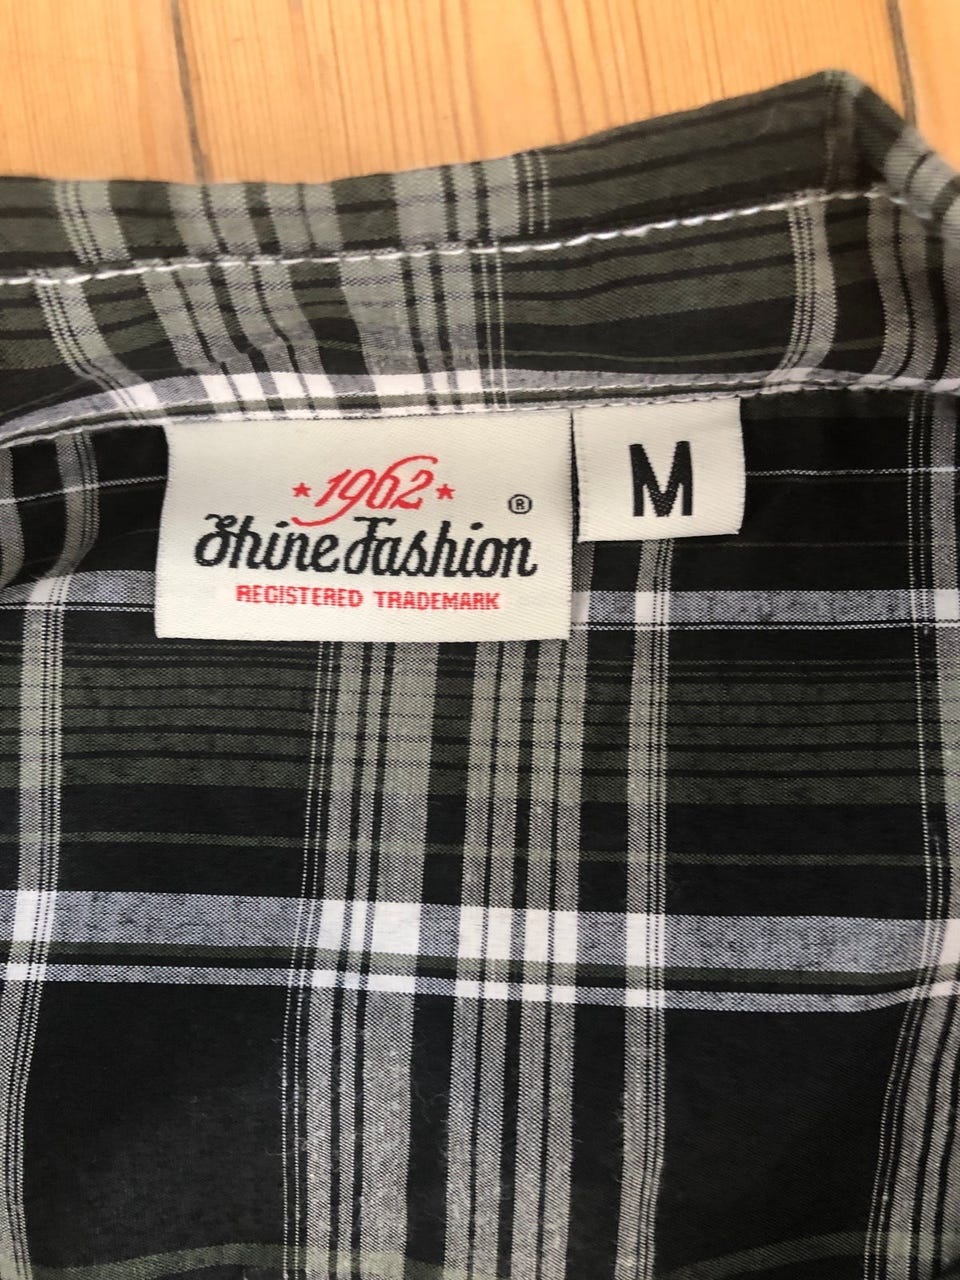 ★ 1962 ★ ®
Shine Fashion
REGISTERED TRADEMARK
M